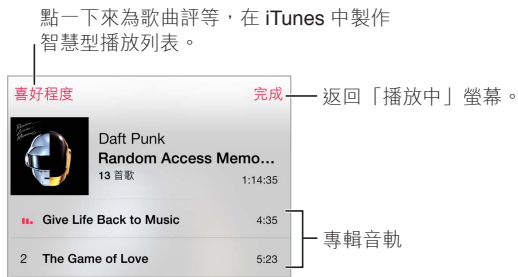 點一下來為歌曲評等，在 iTunes 中製作
智慧型播放列表。
喜好程度
完成
返回「播放中」螢幕。
Daft Punk
Random Access Memo...
13 首歌
1:14:35
Give Life Back to Music
4:35
專輯音軌
2 The Game of Love
5:23